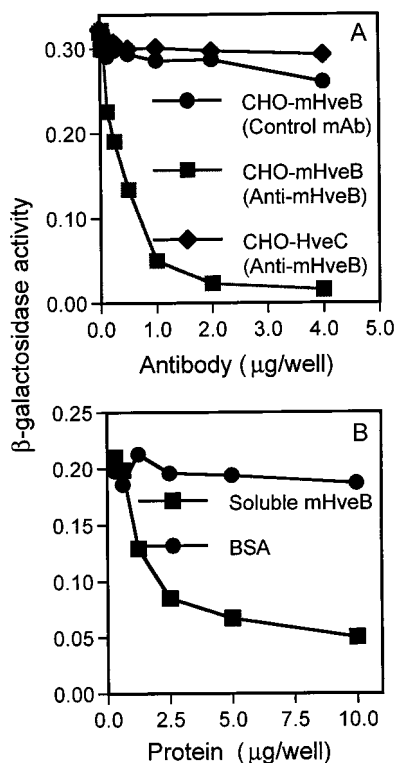 A
0.30
0.20
0.10
0.00
CHO-mHveB
(Control mAb)
CHO-mHveB
(Anti-mHveB)
CHO-HveC
(Anti-mHveB)
0.0 1.0 2.0 3.0 4.0 5.0
Antibody ( μg/well)
β-galactosidase activity
B
0.25
0.20
0.15
0.10
0.05
0.00
Soluble mHveB
BSA
0.0 2.5 5.0 7.5 10.0
Protein ( μg/well)